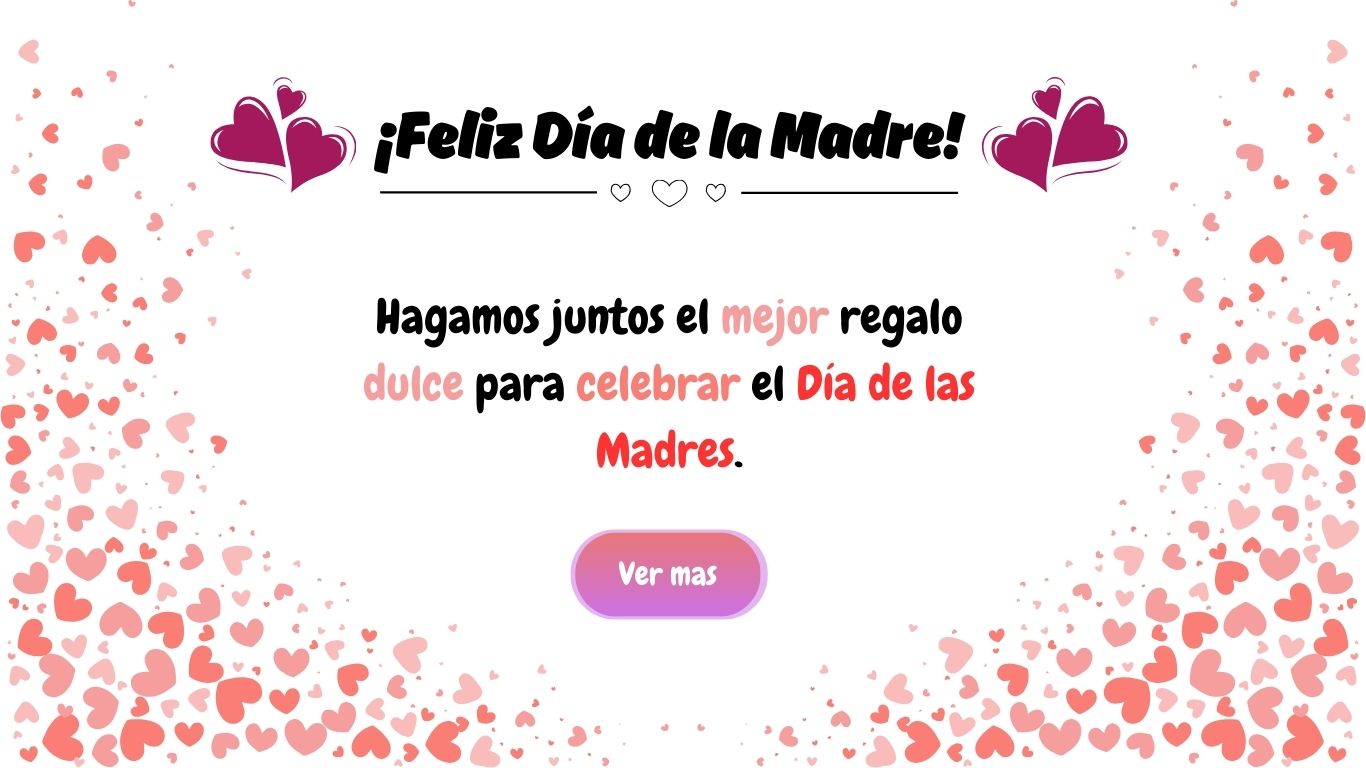 ¡Feliz Día de la Madre!
Hagamos juntos el mejor regalo
dulce para celebrar el Día de las
Madres.
Ver mas